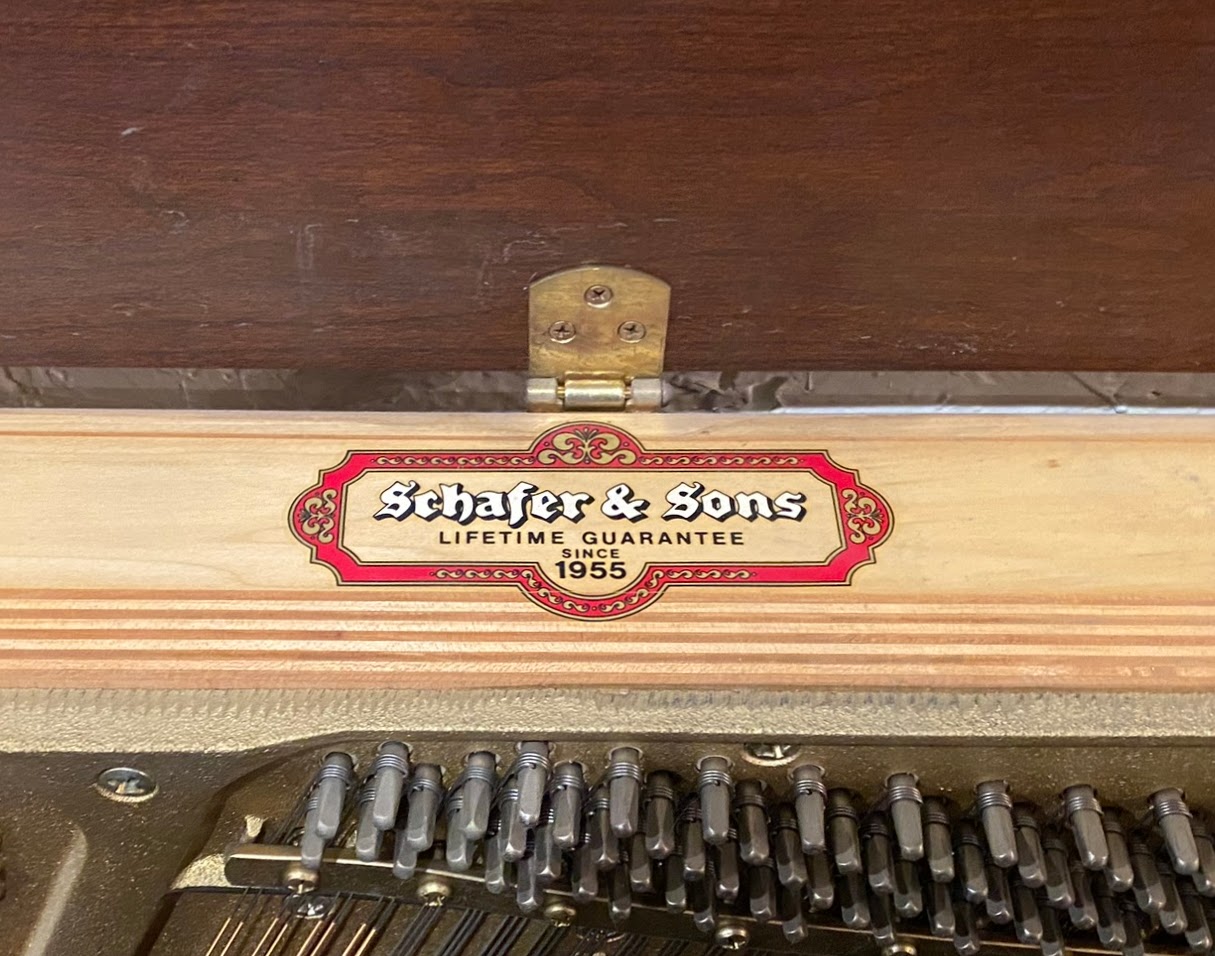 Schafer & Sons
LIFETIME GUARANTEE
SINCE
1955